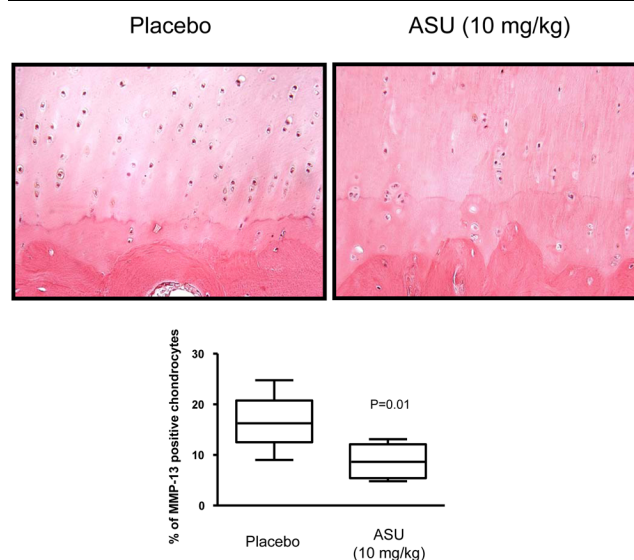 Placebo
ASU (10 mg/kg)
% of MMP-13 positive chondrocytes
30
20
10
0
P=0.01
Placebo
ASU
(10 mg/kg)